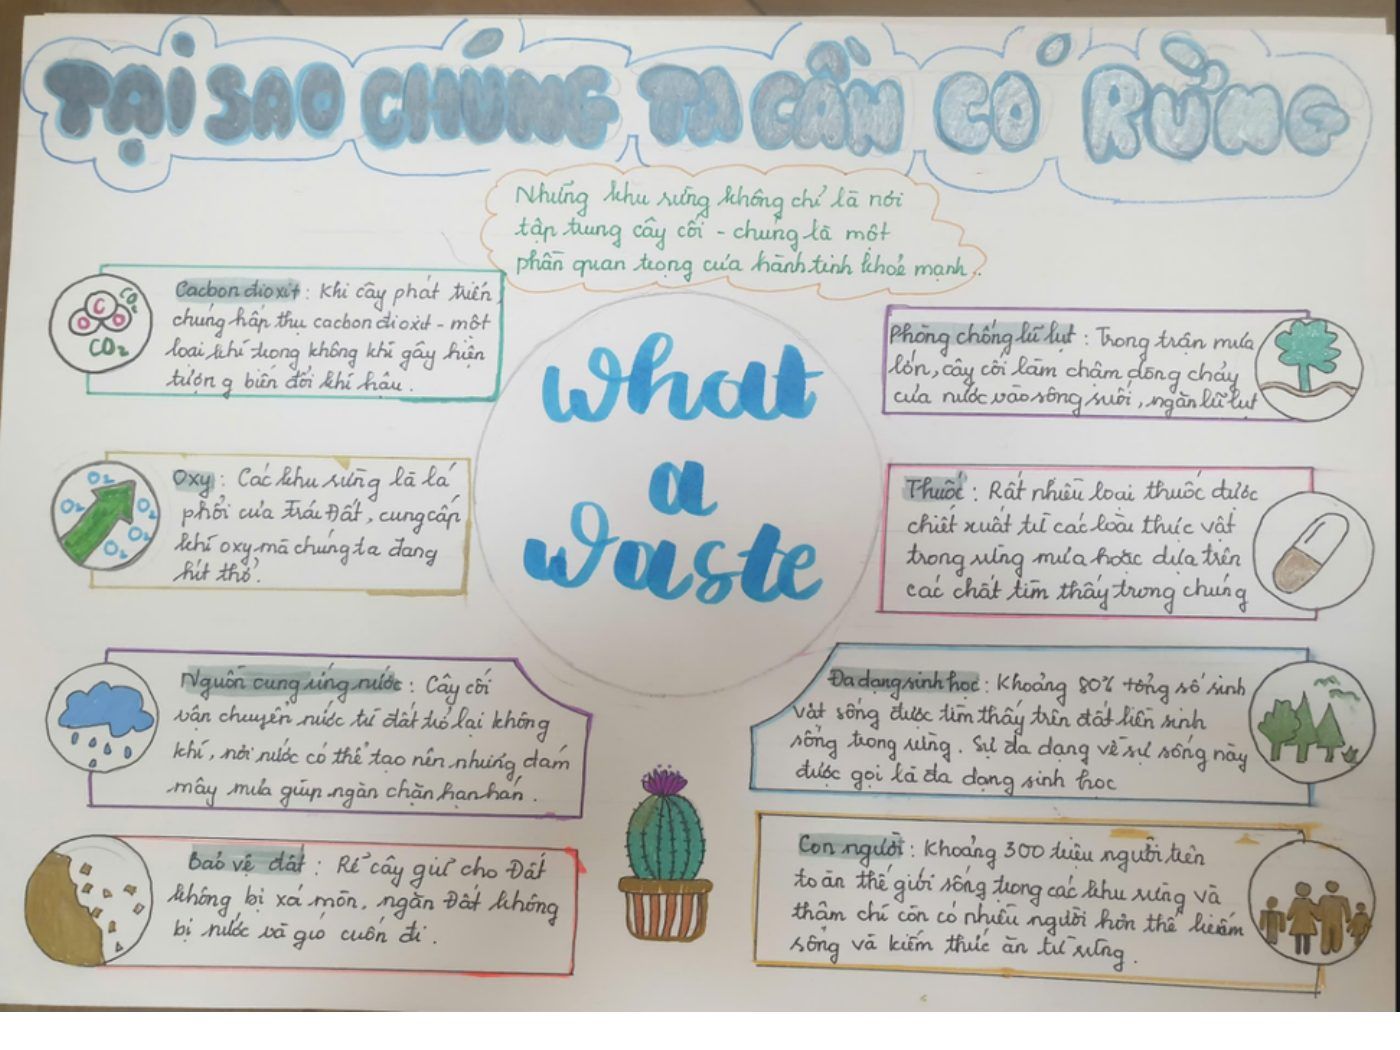 TẠI SAO CHÚNG TA CẦN CÓ RỪNG
Những khu rừng không chỉ là nơi
tập trung cây cối - chúng là một
phần quan trọng của hành tinh khoẻ mạnh.
Cacbon đioxit: Khi cây phát triển,
chúng hấp thụ cacbon đioxit - một
loại khí trong không khí gây hiện
tượng biến đổi khí hậu.
CO₂
C
O
O
CO₂
Oxy: Các khu rừng là lá
phổi của Trái Đất, cung cấp
khí oxy mà chúng ta đang
hít thở.
O₂
O₂
O₂
O₂
O₂
O₂
Nguồn cung ứng nước: Cây cối
vận chuyển nước từ đất trở lại không
khí, nơi nước có thể tạo nên những đám
mây mưa giúp ngăn chặn hạn hán.
Bảo vệ đất: Rễ cây giữ cho Đất
không bị xói mòn, ngăn Đất không
bị nước và gió cuốn đi.
What
a
Waste
Phòng chống lũ lụt: Trong trận mưa
lớn, cây cối làm chậm dòng chảy
của nước vào sông suối, ngăn lũ lụt
Thuốc: Rất nhiều loại thuốc được
chiết xuất từ các loài thực vật
trong rừng mưa hoặc dựa trên
các chất tìm thấy trong chúng
Đa dạng sinh học: Khoảng 80% tổng số sinh
vật sống được tìm thấy trên đất liền sinh
sống trong rừng. Sự đa dạng về sự sống này
được gọi là đa dạng sinh học
Con người: Khoảng 300 triệu người trên
toàn thế giới sống trong các khu rừng và
thậm chí còn có nhiều người hơn thế kiếm
sống và kiếm thức ăn từ rừng.